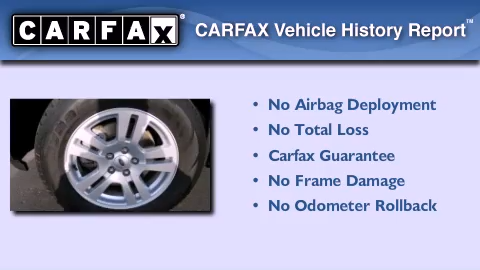 CARFAX® CARFAX Vehicle History Report™
• No Airbag Deployment
• No Total Loss
• Carfax Guarantee
• No Frame Damage
• No Odometer Rollback